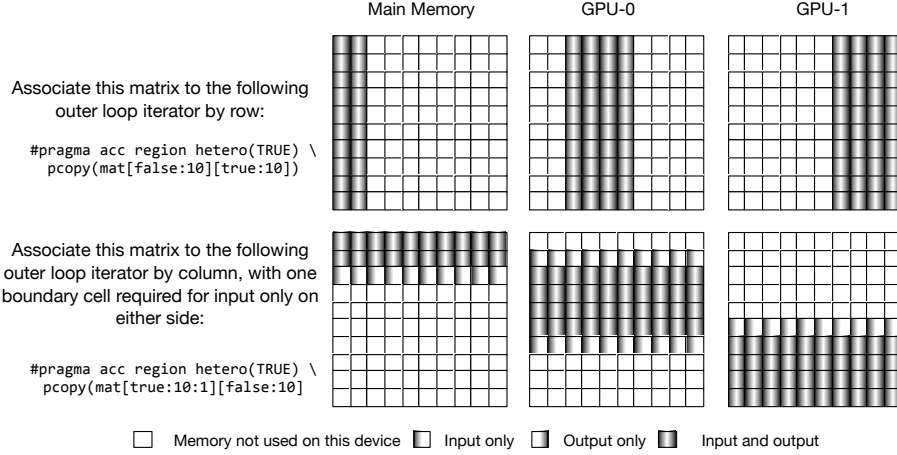 Main Memory GPU-0 GPU-1
Associate this matrix to the following
outer loop iterator by row:
#pragma acc region hetero(TRUE) \
pcopy(mat[false:10][true:10])
Associate this matrix to the following
outer loop iterator by column, with one
boundary cell required for input only on
either side:
#pragma acc region hetero(TRUE) \
pcopy(mat[true:10:1][false:10]
Memory not used on this device Input only Output only Input and output